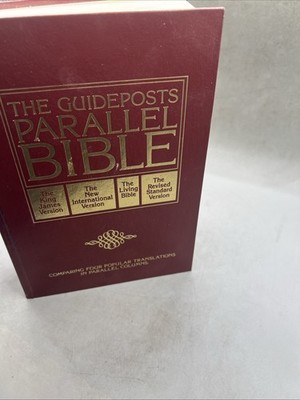 THE GUIDEPOSTS
PARALLEL
BIBLE
The
King
James
Version
The
New
International
Version
The
Living
Bible
The
Revised
Standard
Version
COMPARING FOUR POPULAR TRANSLATIONS
IN PARALLEL COLUMNS.